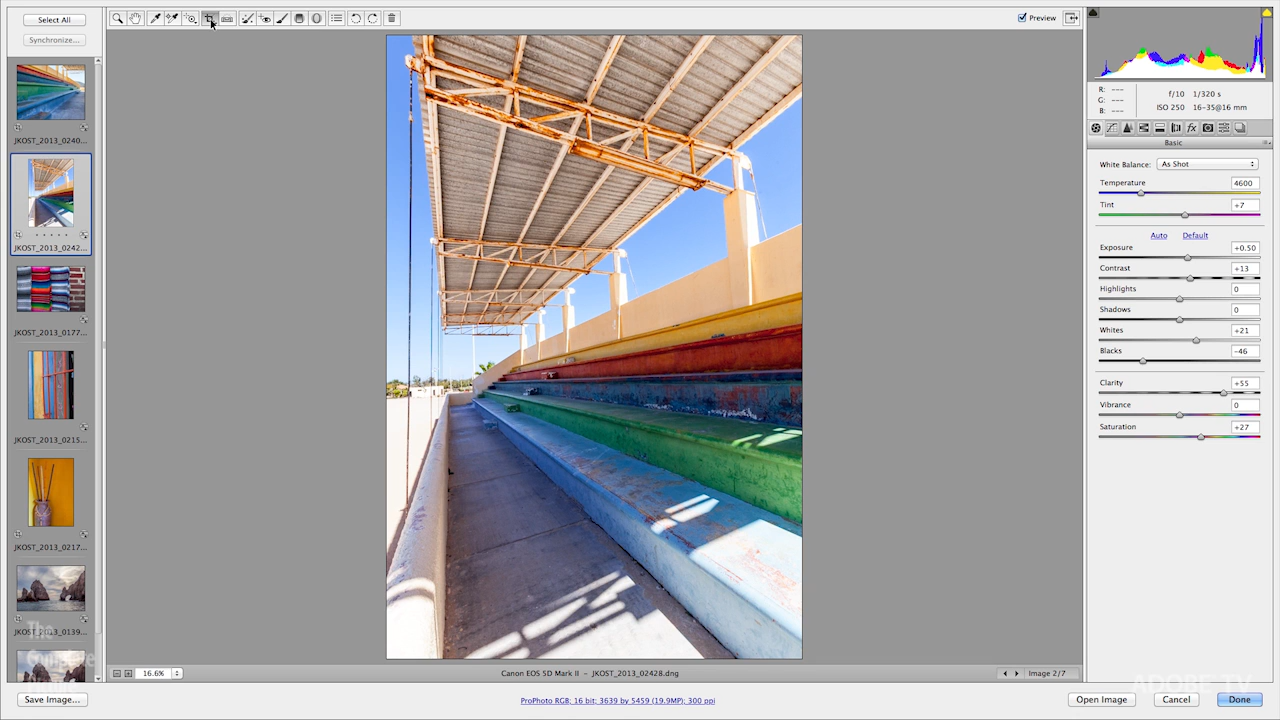 Select All
Synchronize...
JKOST_2013_0240...
JKOST_2013_0242...
JKOST_2013_0177...
JKOST_2013_0215...
JKOST_2013_0217...
JKOST_2013_0139...
Save Image...
Preview
16.6%
Canon EOS 5D Mark II – JKOST_2013_02428.dng
Image 2/7
ProPhoto RGB; 16 bit; 3639 by 5459 (19.9MP); 300 ppi
R: ---
G: ---
B: ---
f/10 1/320 s
ISO 250 16-35@16 mm
fx
Basic
White Balance: As Shot
Temperature 4600
Tint +7
Auto Default
Exposure +0.50
Contrast +13
Highlights 0
Shadows 0
Whites +21
Blacks -46
Clarity +55
Vibrance 0
Saturation +27
ADOBE TV
Open Image
Cancel
Done